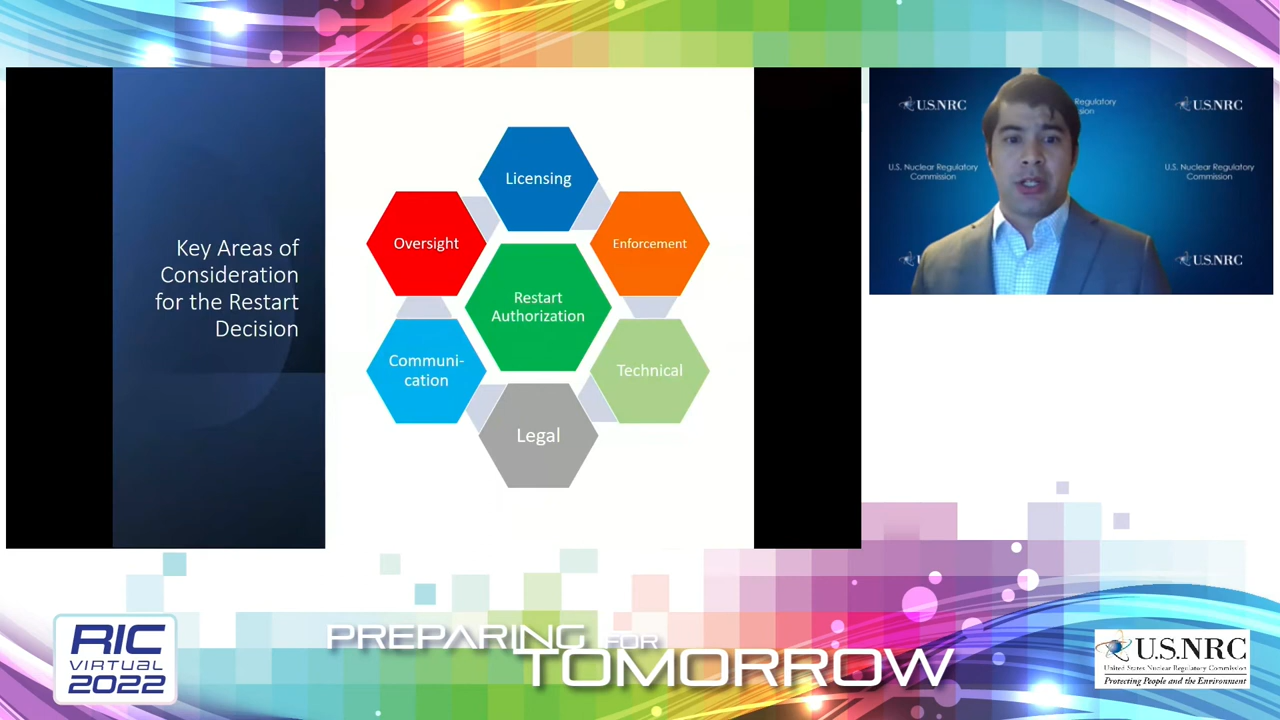 Key Areas of
Consideration
for the Restart
Decision
Licensing
Oversight
Enforcement
Restart
Authorization
Communi-
cation
Technical
Legal
U.S.NRC
Regulatory
sion
U.S.NRC
U.S. Nuclear Regulatory
Commission
U.S. Nuclear Regulatory
Commission
U.S.NRC
RIC
VIRTUAL
2022
PREPARING FOR
TOMORROW
U.S.NRC
United States Nuclear Regulatory Commission
Protecting People and the Environment